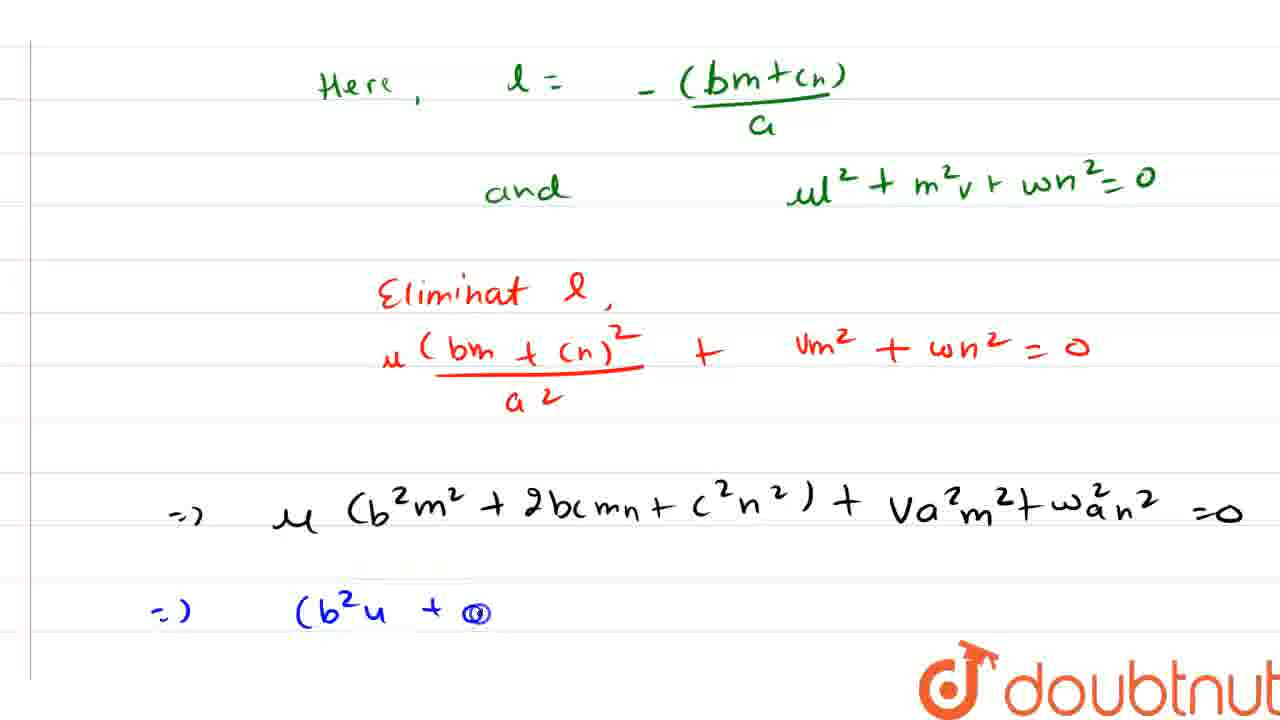 Here, l = -(bm+cn)/a
and ul² + m²v + wn² = 0
Eliminat l,
u(bm + cn)²/a² + vm² + wn² = 0
=> u(b²m² + 2bcmn + c²n²) + va²m² + wa²n² = 0
=> (b²u +
doubtnut